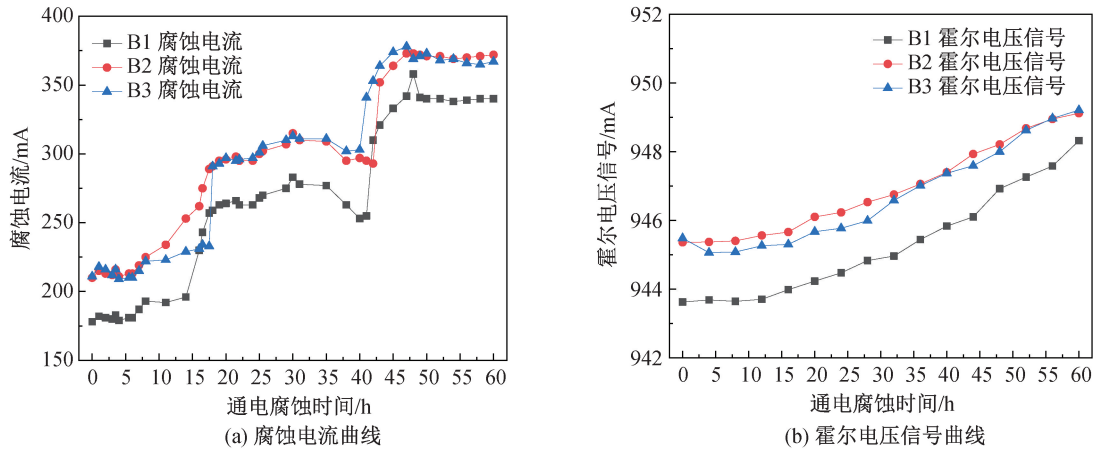 400
350
300
250
200
150
腐蚀电流/mA
B1 腐蚀电流
B2 腐蚀电流
B3 腐蚀电流
0 5 10 15 20 25 30 35 40 45 50 55 60
通电腐蚀时间/h
(a) 腐蚀电流曲线
952
950
948
946
944
942
霍尔电压信号/mA
B1 霍尔电压信号
B2 霍尔电压信号
B3 霍尔电压信号
0 5 10 15 20 25 30 35 40 45 50 55 60
通电腐蚀时间/h
(b) 霍尔电压信号曲线